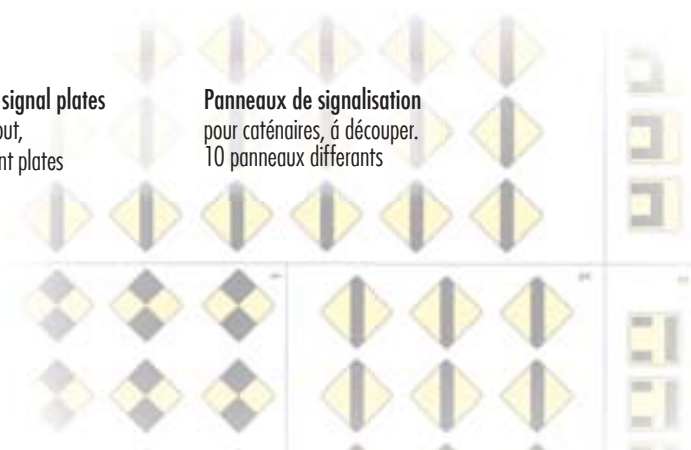 signal plates
out,
nt plates
Panneaux de signalisation
pour caténaires, á découper.
10 panneaux differants